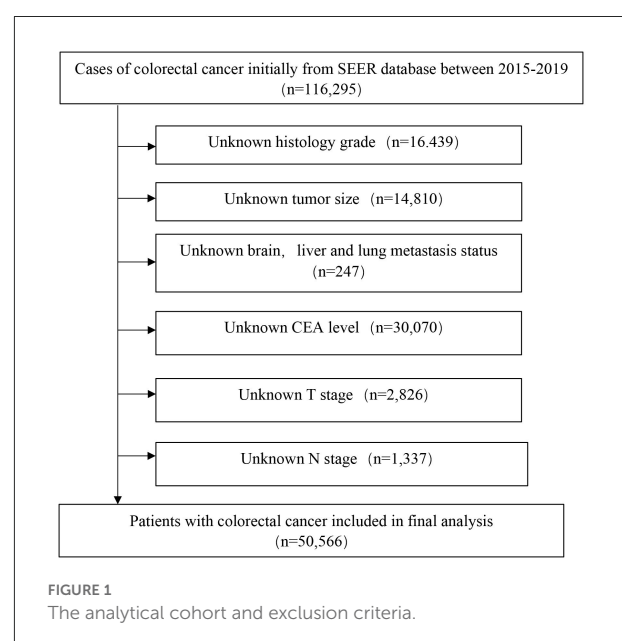 Cases of colorectal cancer initially from SEER database between 2015-2019
(n=116,295)
Unknown histology grade (n=16.439)
Unknown tumor size (n=14,810)
Unknown brain, liver and lung metastasis status
(n=247)
Unknown CEA level (n=30,070)
Unknown T stage (n=2,826)
Unknown N stage (n=1,337)
Patients with colorectal cancer included in final analysis
(n=50,566)
FIGURE 1
The analytical cohort and exclusion criteria.